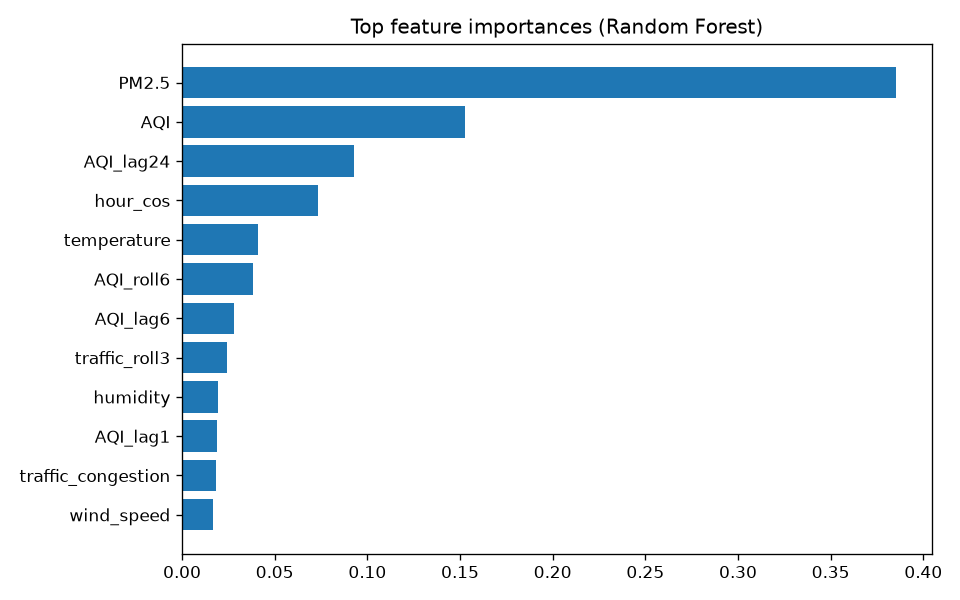 Top feature importances (Random Forest)
PM2.5
AQI
AQI_lag24
hour_cos
temperature
AQI_roll6
AQI_lag6
traffic_roll3
humidity
AQI_lag1
traffic_congestion
wind_speed
0.00 0.05 0.10 0.15 0.20 0.25 0.30 0.35 0.40